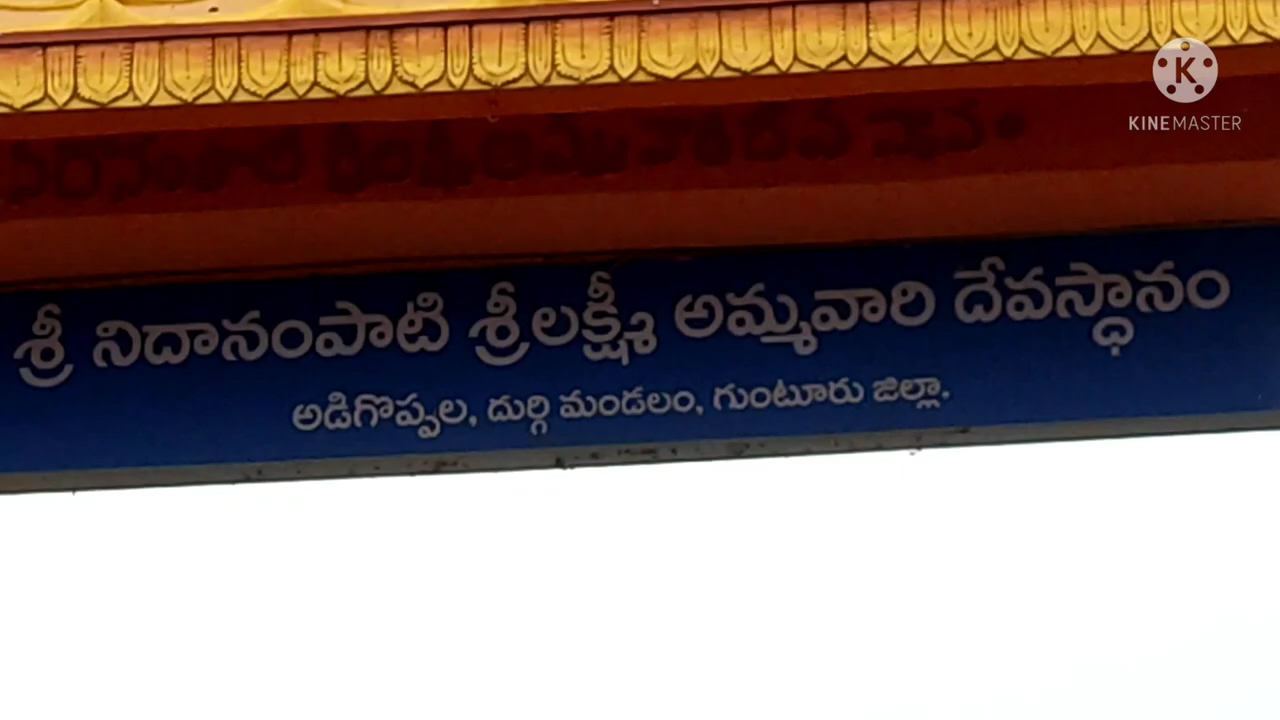 KINEMASTER
శ్రీ నిదానంపాటి శ్రీలక్ష్మీ అమ్మవారి దేవస్ధానం
అడిగొప్పల, దుర్గి మండలం, గుంటూరు జిల్లా.